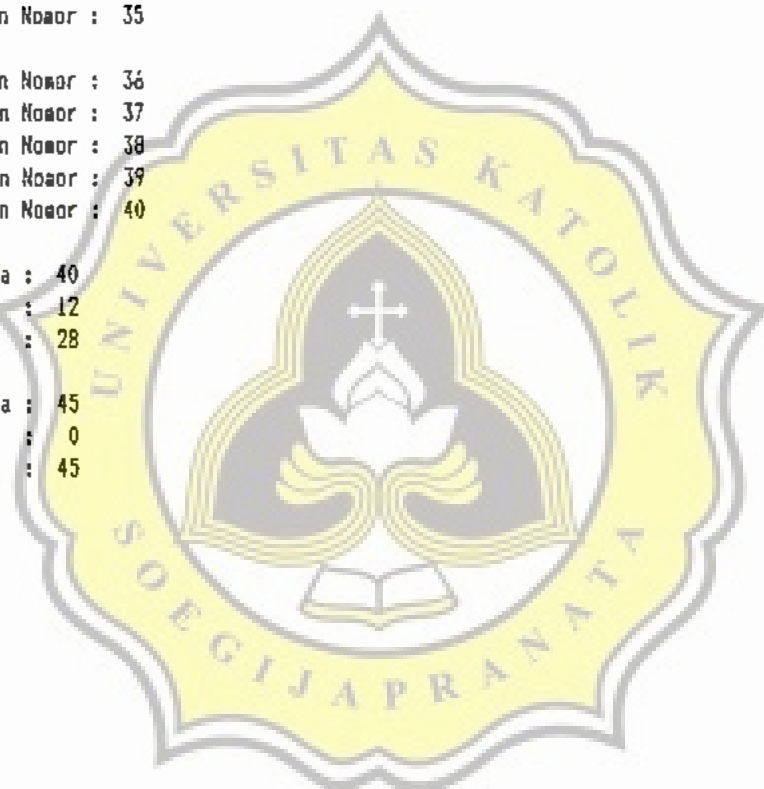 n Nomor : 35
n Nomor : 36
n Nomor : 37
n Nomor : 38
n Nomor : 39
n Nomor : 40
a : 40
: 12
: 28
a : 45
: 0
: 45
UNIVERSITAS KATOLIK
SOEGIJAPRANATA